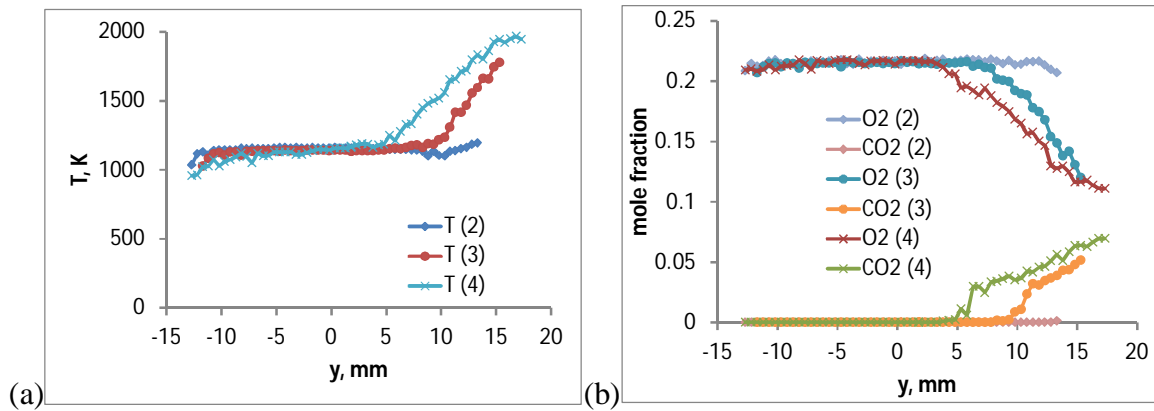 2000
1500
1000
500
0
T, K
-15 -10 -5 0 5 10 15 20
y, mm
T (2)
T (3)
T (4)
(a)
0.25
0.2
0.15
0.1
0.05
0
mole fraction
-15 -10 -5 0 5 10 15 20
y, mm
O2 (2)
CO2 (2)
O2 (3)
CO2 (3)
O2 (4)
CO2 (4)
(b)